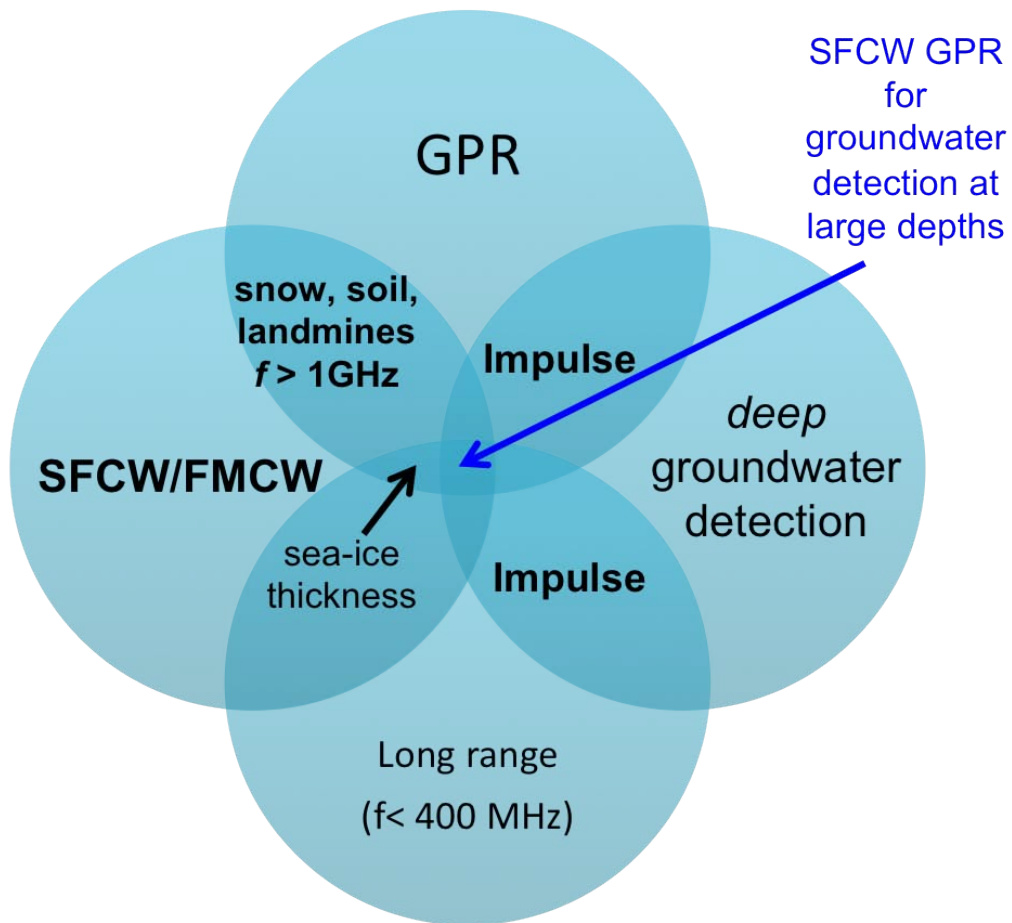 SFCW GPR
for
groundwater
detection at
large depths
GPR
snow, soil,
landmines
f > 1GHz
Impulse
deep
groundwater
detection
SFCW/FMCW
sea-ice
thickness
Impulse
Long range
(f< 400 MHz)